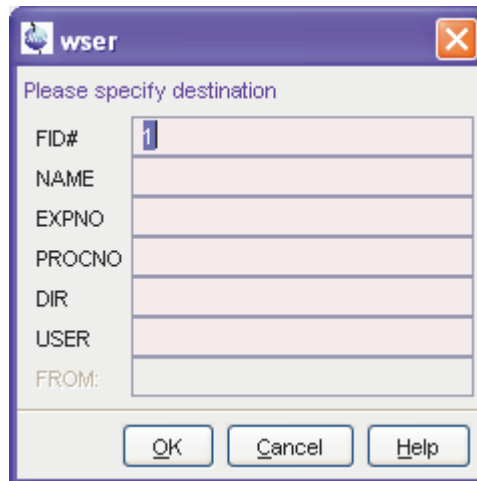 wser
Please specify destination
FID# 1
NAME
EXPNO
PROCNO
DIR
USER
FROM:
OK Cancel Help